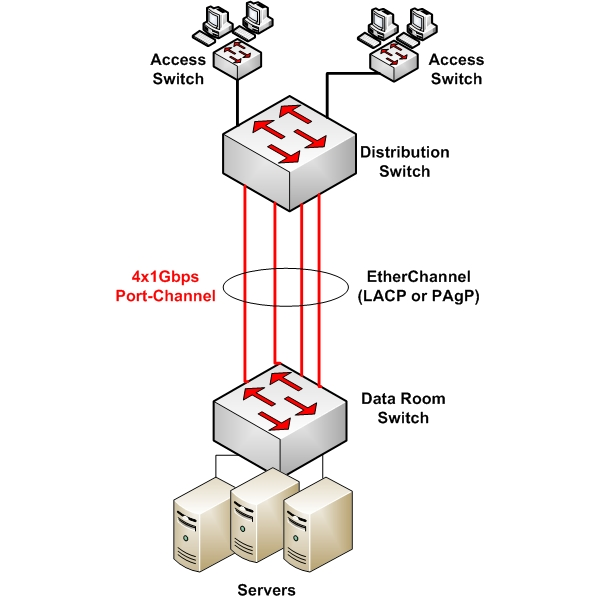 Access
Switch
Access
Switch
Distribution
Switch
4x1Gbps
Port-Channel
EtherChannel
(LACP or PAgP)
Data Room
Switch
Servers